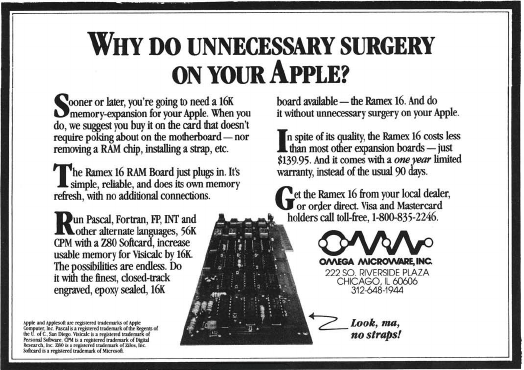 WHY DO UNNECESSARY SURGERY
ON YOUR APPLE?
Sooner or later, you're going to need a 16K
memory-expansion for your Apple. When you
do, we suggest you buy it on the card that doesn't
require poking about on the motherboard — nor
removing a RAM chip, installing a strap, etc.
The Ramex 16 RAM Board just plugs in. It's
simple, reliable, and does its own memory
refresh, with no additional connections.
Run Pascal, Fortran, FP, INT and
other alternate languages, 56K
CPM with a Z80 Softcard, increase
usable memory for Visicalc by 16K.
The possibilities are endless. Do
it with the finest, closed-track
engraved, epoxy sealed, 16K
board available — the Ramex 16. And do
it without unnecessary surgery on your Apple.
In spite of its quality, the Ramex 16 costs less
than most other expansion boards — just
$139.95. And it comes with a one year limited
warranty, instead of the usual 90 days.
Get the Ramex 16 from your local dealer,
or order direct. Visa and Mastercard
holders call toll-free, 1-800-835-2246.
OMEGA MICROWARE, INC.
222 SO. RIVERSIDE PLAZA
CHICAGO, IL 60606
312-648-1944
Look, ma,
no straps!
Apple and Applesoft are registered trademarks of Apple
Computer, Inc. Pascal is a registered trademark of the Regents of
the U. of C., San Diego. Visicalc is a registered trademark of
Personal Software. CPM is a registered trademark of Digital
Research, Inc. Z80 is a registered trademark of Zilog, Inc.
Softcard is a registered trademark of Microsoft.